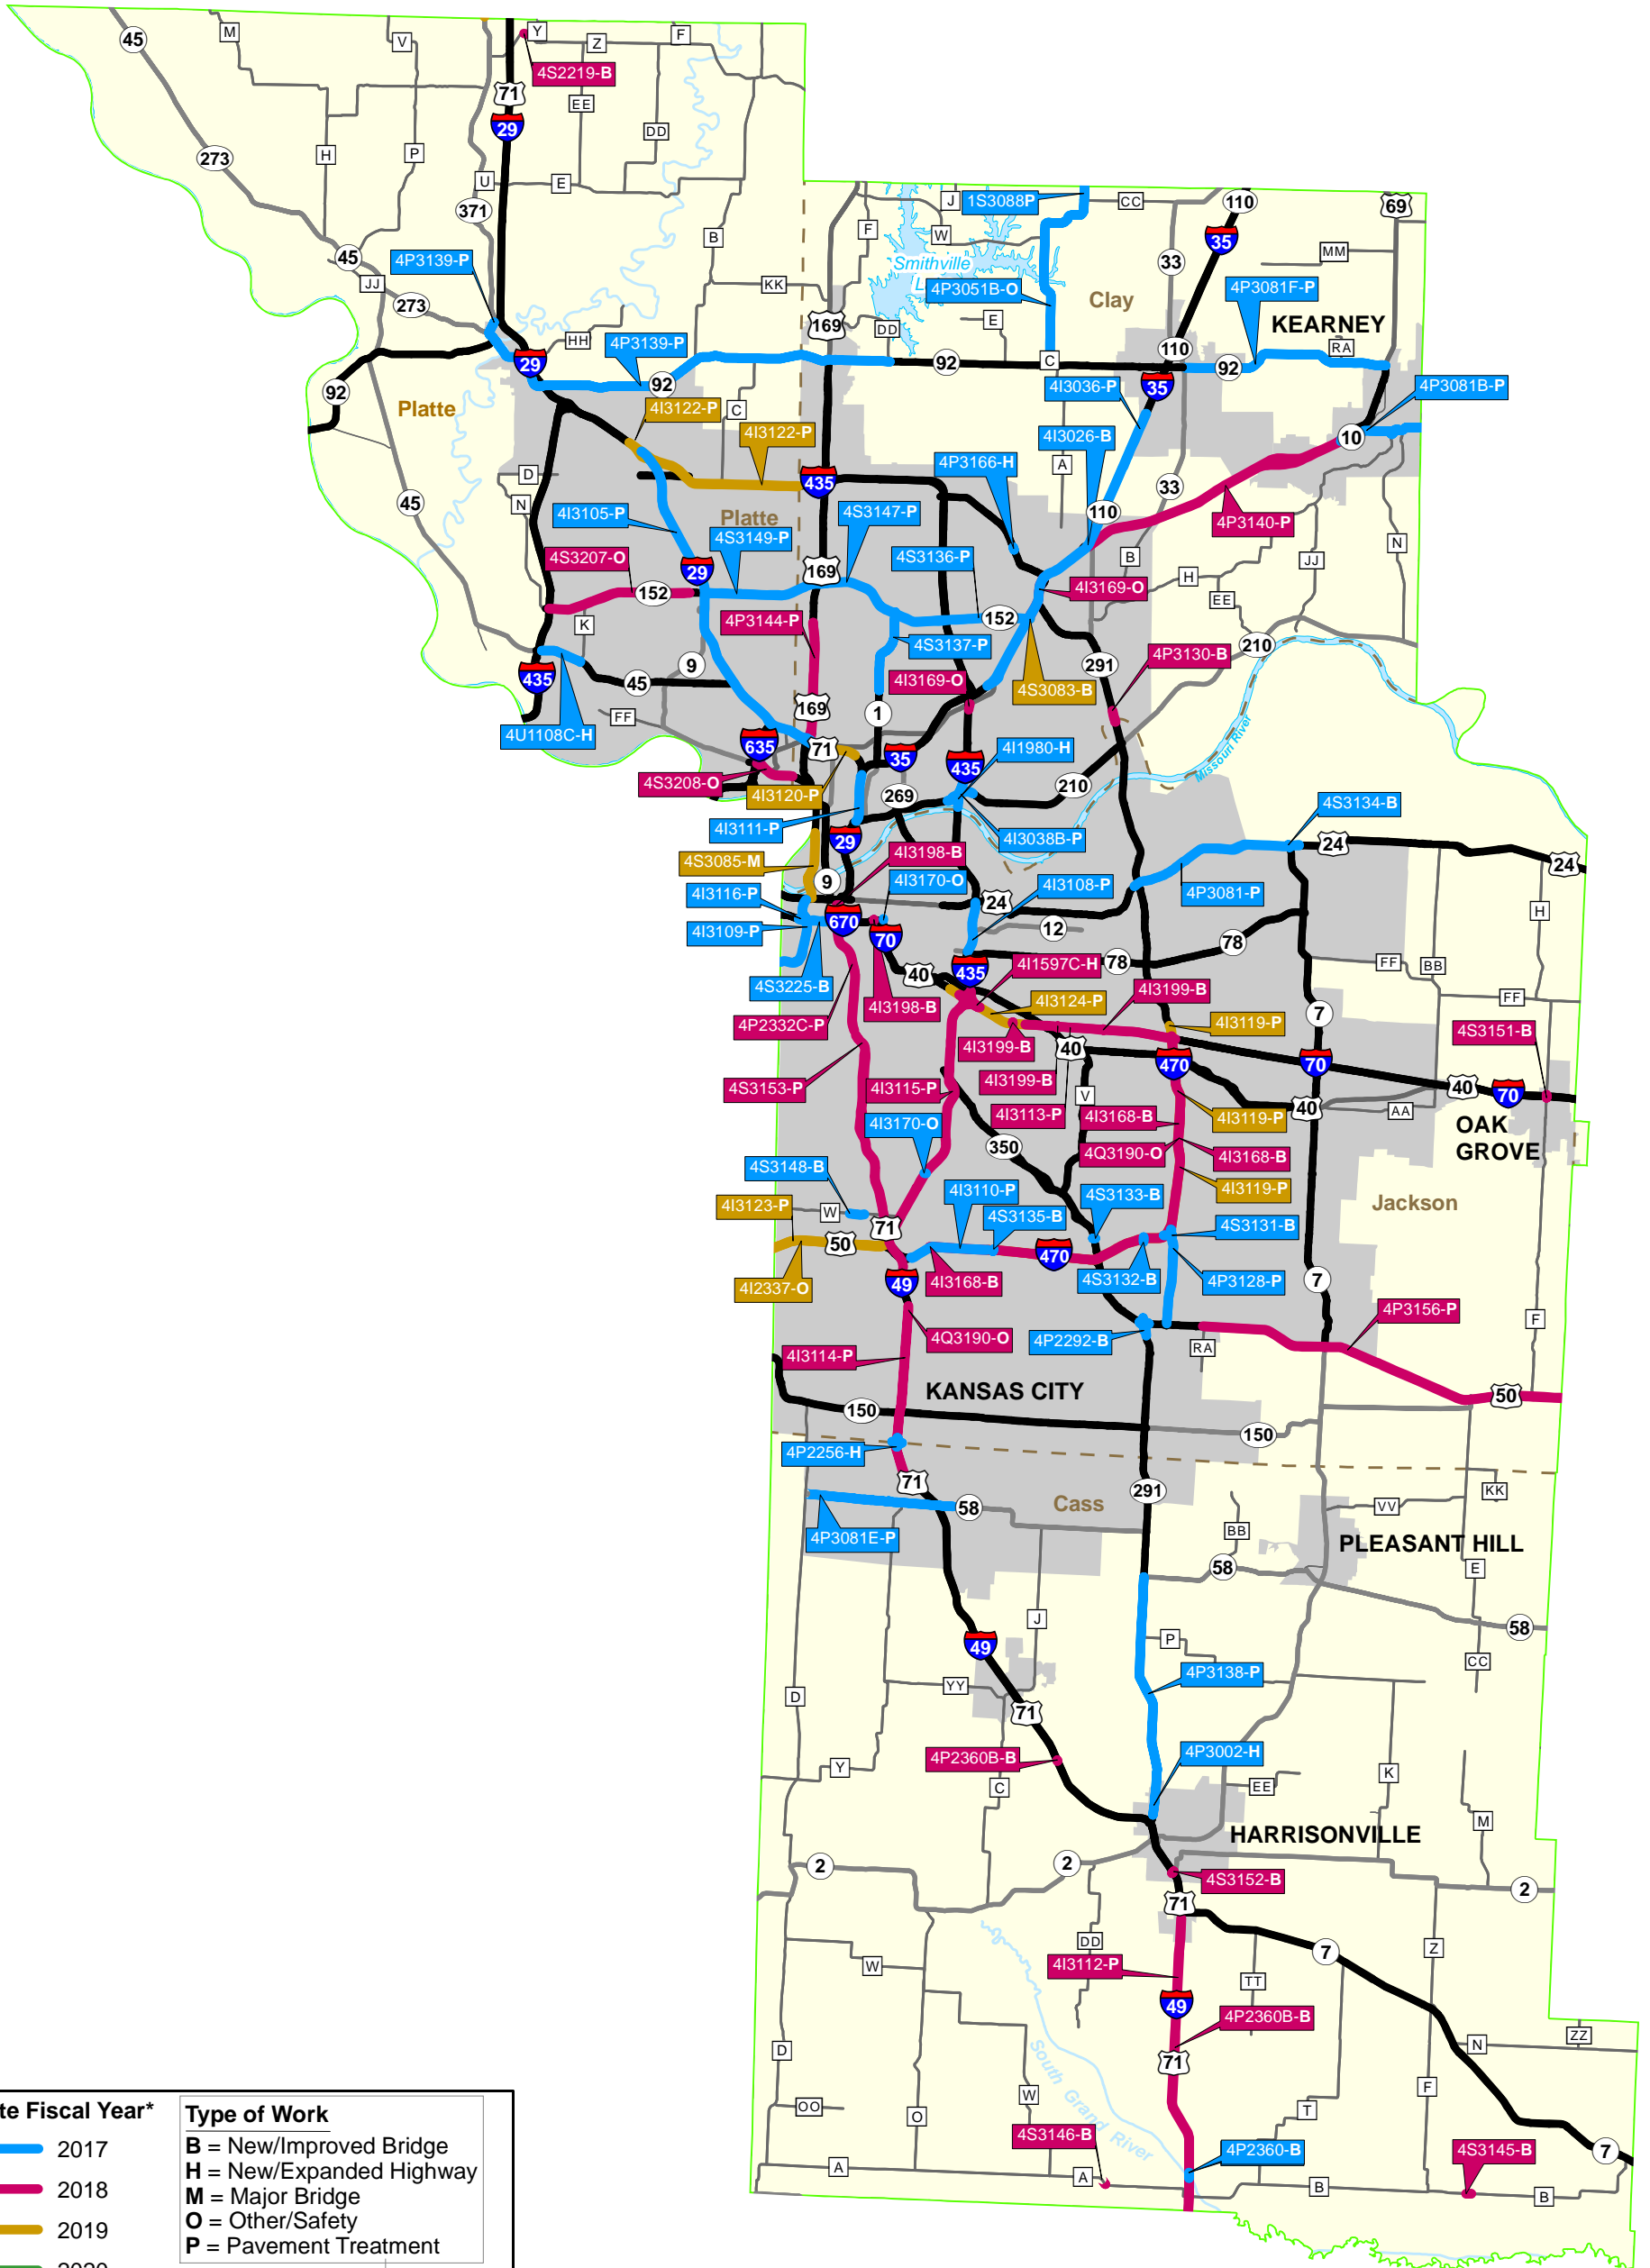 45
M
V
Y
Z
F
4S2219-B
71
EE
29
DD
273
H
P
U
E
371
B
45
JJ
273
4P3139-P
KK
HH
4P3139-P
29
92
92
Platte
C
4I3122-P
4I3122-P
45
D
N
F
J
W
1S3088P
CC
110
69
35
33
MM
Smithville
4P3051B-O
Clay
4P3081F-P
KEARNEY
169
DD
E
C
110
RA
92
92
35
4I3036-P
4P3081B-P
4I3026-B
10
435
4P3166-H
A
33
110
4P3140-P
4I3105-P
Platte
4S3149-P
4S3147-P
4S3136-P
B
JJ
N
4S3207-O
29
169
152
H
EE
4I3169-O
4P3144-P
152
K
4S3137-P
9
4I3169-O
4S3083-B
291
4P3130-B
210
435
45
169
1
FF
4U1108C-H
635
71
35
435
4I1980-H
Missouri River
4S3208-O
4I3120-P
269
210
4I3111-P
29
4I3038B-P
4S3134-B
24
24
4S3085-M
4I3198-B
4I3170-O
4I3108-P
9
4P3081-P
4I3116-P
24
670
H
4I3109-P
70
12
78
78
435
4I1597C-H
FF
BB
4S3225-B
40
4I3199-B
4I3124-P
FF
4I3198-B
4P2332C-P
4I3119-P
7
4S3151-B
4I3199-B
40
4S3153-P
4I3115-P
4I3199-B
470
70
40
70
V
4I3113-P
4I3168-B
4I3119-P
40
AA
OAK
GROVE
4I3170-O
350
4Q3190-O
4I3168-B
4S3148-B
4I3110-P
4S3133-B
4I3119-P
4I3123-P
W
71
4S3135-B
4S3131-B
Jackson
50
470
4I2337-O
49
4I3168-B
4S3132-B
4P3128-P
7
4P3156-P
4Q3190-O
4P2292-B
RA
F
4I3114-P
KANSAS CITY
50
150
150
4P2256-H
71
291
KK
58
Cass
VV
4P3081E-P
BB
PLEASANT HILL
58
E
J
58
49
P
CC
4P3138-P
D
YY
71
4P2360B-B
4P3002-H
Y
C
EE
K
M
HARRISONVILLE
2
2
4S3152-B
2
71
DD
7
Z
W
4I3112-P
TT
49
4P2360B-B
ZZ
N
D
71
South Grand River
F
W
OO
O
T
4S3146-B
4P2360-B
4S3145-B
7
A
A
B
B
te Fiscal Year*
2017
2018
2019
Type of Work
B = New/Improved Bridge
H = New/Expanded Highway
M = Major Bridge
O = Other/Safety
P = Pavement Treatment